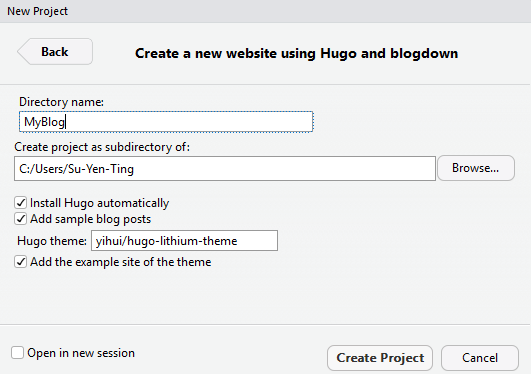 New Project
Back
Create a new website using Hugo and blogdown
Directory name:
MyBlog
Create project as subdirectory of:
C:/Users/Su-Yen-Ting
Browse...
Install Hugo automatically
Add sample blog posts
Hugo theme: yihui/hugo-lithium-theme
Add the example site of the theme
Open in new session
Create Project
Cancel